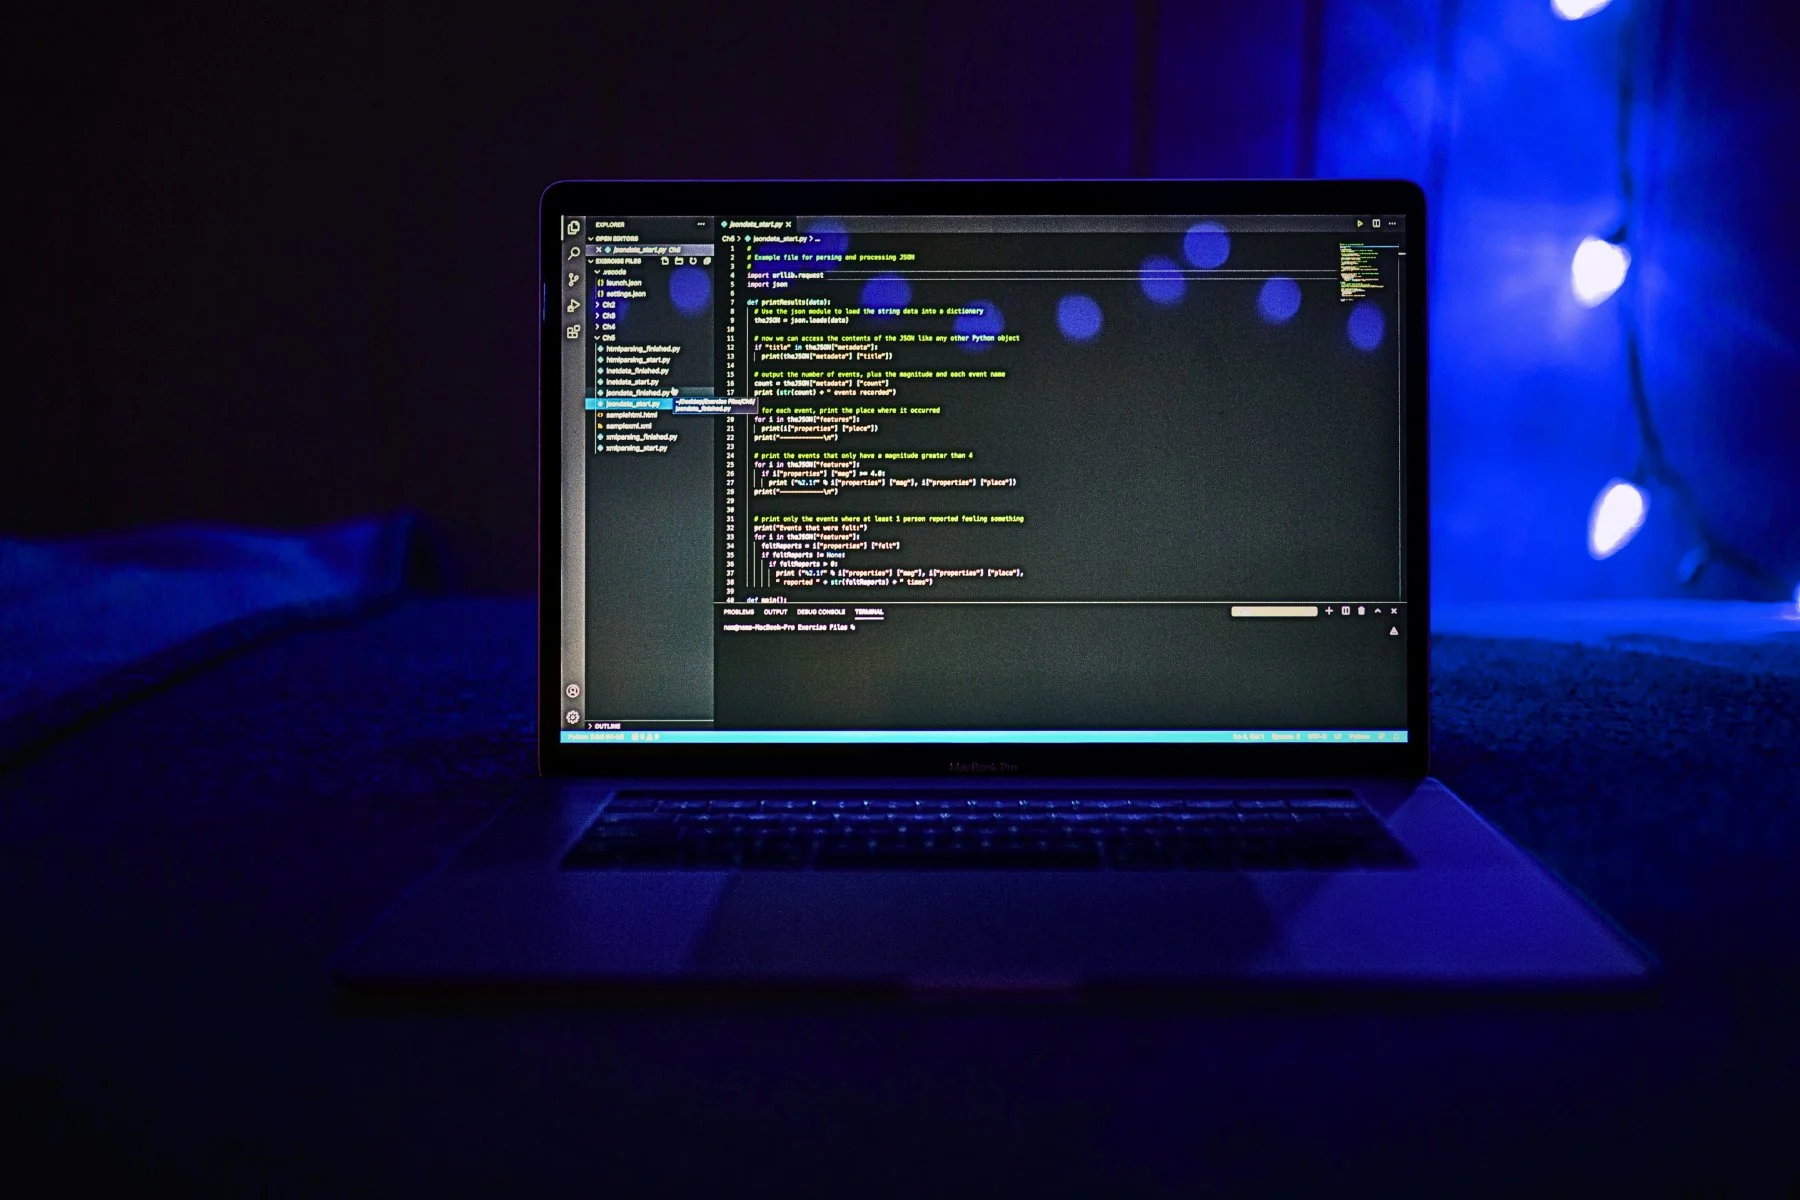 EXPLORER
OPEN EDITORS
jsondata_start.py Ch5
EXERCISE FILES
.vscode
launch.json
settings.json
Ch2
Ch3
Ch4
Ch5
htmlparsing_finished.py
htmlparsing_start.py
inetdata_finished.py
inetdata_start.py
jsondata_finished.py
jsondata_start.py
samplehtml.html
samplexml.xml
xmlparsing_finished.py
xmlparsing_start.py
OUTLINE
~/Desktop/Exercise Files/Ch5/
jsondata_finished.py
jsondata_start.py
Ch5 > jsondata_start.py > ...
1 #
2 # Example file for parsing and processing JSON
3 #
4 import urllib.request
5 import json
6
7 def printResults(data):
8 # Use the json module to load the string data into a dictionary
9 theJSON = json.loads(data)
10
11 # now we can access the contents of the JSON like any other Python object
12 if "title" in theJSON["metadata"]:
13 print(theJSON["metadata"] ["title"])
14
15 # output the number of events, plus the magnitude and each event name
16 count = theJSON["metadata"] ["count"]
17 print (str(count) + " events recorded")
for each event, print the place where it occurred
20 for i in theJSON["features"]:
21 print(i["properties"] ["place"])
22 print("--------------\n")
23
24 # print the events that only have a magnitude greater than 4
25 for i in theJSON["features"]:
26 if i["properties"] ["mag"] >= 4.0:
27 print ("%2.1f" % i["properties"] ["mag"], i["properties"] ["place"])
28 print("--------------\n")
29
30
31 # print only the events where at least 1 person reported feeling something
32 print("Events that were felt:")
33 for i in theJSON["features"]:
34 feltReports = i["properties"] ["felt"]
35 if feltReports != None:
36 if feltReports > 0:
37 print ("%2.1f" % i["properties"] ["mag"], i["properties"] ["place"],
38 " reported " + str(feltReports) + " times")
39
40 def main():
PROBLEMS OUTPUT DEBUG CONSOLE TERMINAL
MacBook-Pro Exercise Files %
Python
UTF-8 LF Python
MacBook Pro